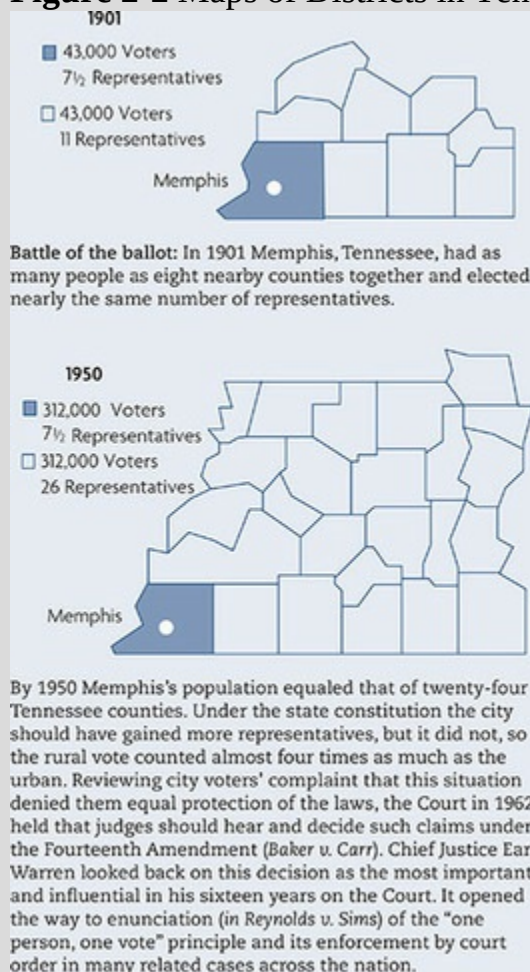 Figure 2-2 Maps of Districts in Ten
1901
43,000 Voters
7½ Representatives
43,000 Voters
11 Representatives
Memphis
Battle of the ballot: In 1901 Memphis, Tennessee, had as
many people as eight nearby counties together and elected
nearly the same number of representatives.
1950
312,000 Voters
7½ Representatives
312,000 Voters
26 Representatives
Memphis
By 1950 Memphis's population equaled that of twenty-four
Tennessee counties. Under the state constitution the city
should have gained more representatives, but it did not, so
the rural vote counted almost four times as much as the
urban. Reviewing city voters' complaint that this situation
denied them equal protection of the laws, the Court in 1962
held that judges should hear and decide such claims under
the Fourteenth Amendment (Baker v. Carr). Chief Justice Ear
Warren looked back on this decision as the most important
and influential in his sixteen years on the Court. It opened
the way to enunciation (in Reynolds v. Sims) of the "one
person, one vote" principle and its enforcement by court
order in many related cases across the nation.